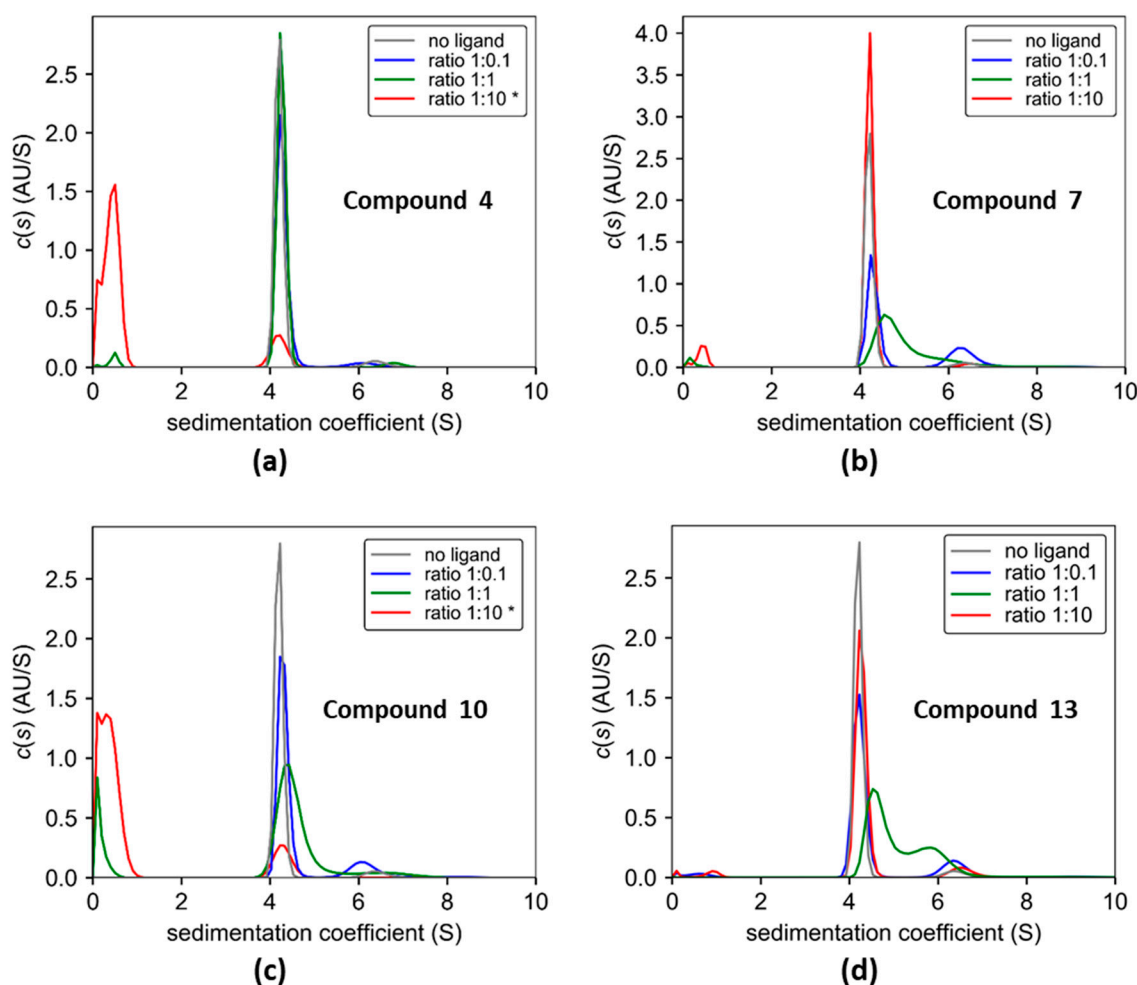 no ligand
ratio 1:0.1
ratio 1:1
ratio 1:10 *
Compound 4
c(s) (AU/S)
2.5
2.0
1.5
1.0
0.5
0.0
0 2 4 6 8 10
sedimentation coefficient (S)
(a)
no ligand
ratio 1:0.1
ratio 1:1
ratio 1:10
Compound 7
c(s) (AU/S)
4.0
3.5
3.0
2.5
2.0
1.5
1.0
0.5
0.0
0 2 4 6 8 10
sedimentation coefficient (S)
(b)
no ligand
ratio 1:0.1
ratio 1:1
ratio 1:10 *
Compound 10
c(s) (AU/S)
2.5
2.0
1.5
1.0
0.5
0.0
0 2 4 6 8 10
sedimentation coefficient (S)
(c)
no ligand
ratio 1:0.1
ratio 1:1
ratio 1:10
Compound 13
c(s) (AU/S)
2.5
2.0
1.5
1.0
0.5
0.0
0 2 4 6 8 10
sedimentation coefficient (S)
(d)